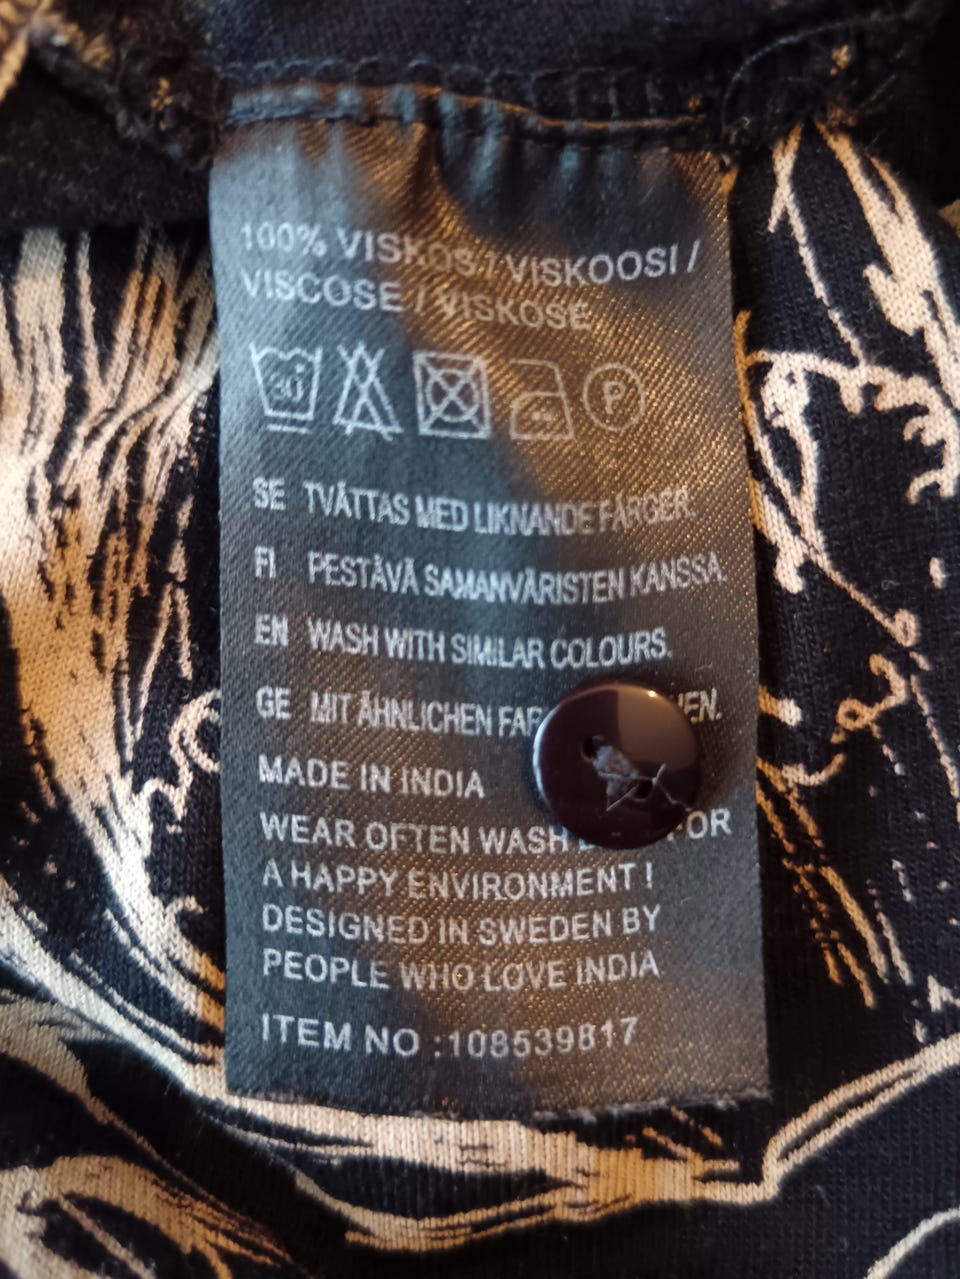 100% VISKOS / VISKOOSI /
VISCOSE / VISKOSE
30 P
SE TVÄTTAS MED LIKNANDE FÄRGER.
FI PESTÄVÄ SAMANVÄRISTEN KANSSA.
EN WASH WITH SIMILAR COLOURS.
GE MIT ÄHNLICHEN
MADE IN INDIA
WEAR OFTEN WASH FOR
A HAPPY ENVIRONMENT !
DESIGNED IN SWEDEN BY
PEOPLE WHO LOVE INDIA
ITEM NO :108539817